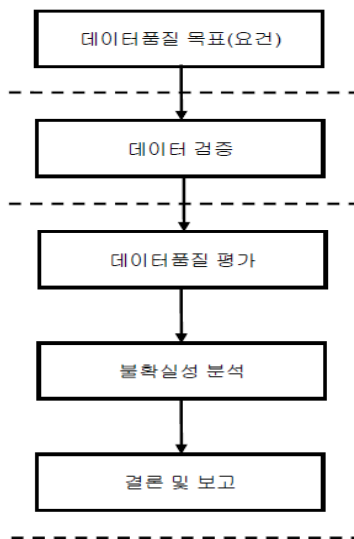 데이터품질 목표(요건)
데이터 검증
데이터품질 평가
불확실성 분석
결론 및 보고